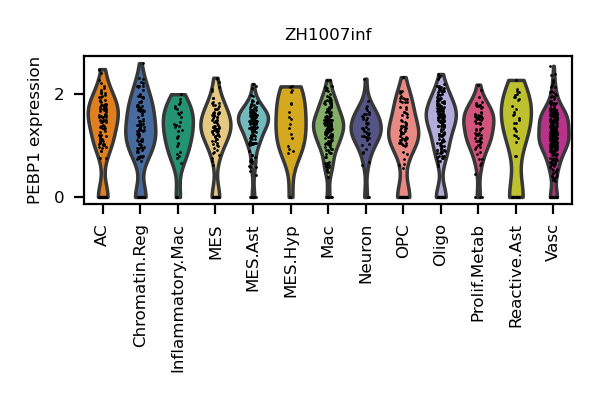 ZH1007inf
PEBP1 expression
2
0
AC
Chromatin.Reg
Inflammatory.Mac
MES
MES.Ast
MES.Hyp
Mac
Neuron
OPC
Oligo
Prolif.Metab
Reactive.Ast
Vasc